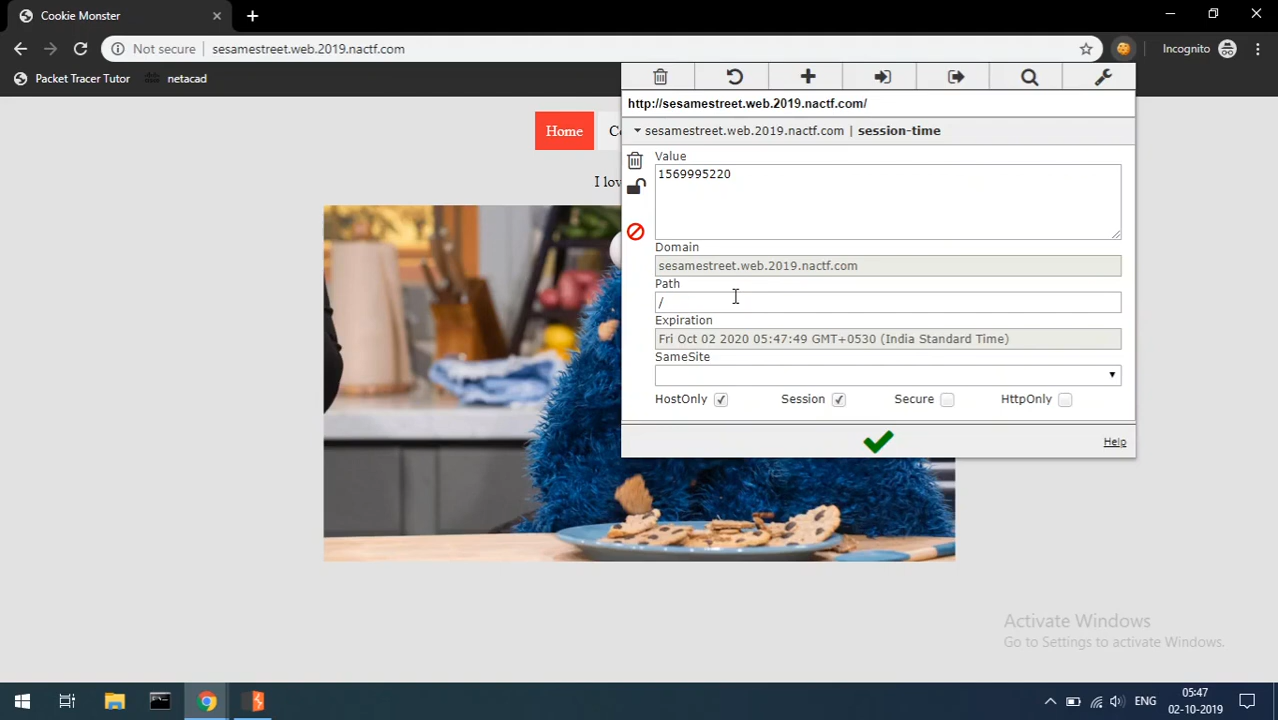 Cookie Monster
Not secure | sesamestreet.web.2019.nactf.com
Incognito
Packet Tracer Tutor
netacad
http://sesamestreet.web.2019.nactf.com/
Home
sesamestreet.web.2019.nactf.com | session-time
Value
1569995220
I lov
Domain
sesamestreet.web.2019.nactf.com
Path
/
Expiration
Fri Oct 02 2020 05:47:49 GMT+0530 (India Standard Time)
SameSite
HostOnly Session Secure HttpOnly
Help
Activate Windows
Go to Settings to activate Windows.
ENG
05:47
02-10-2019